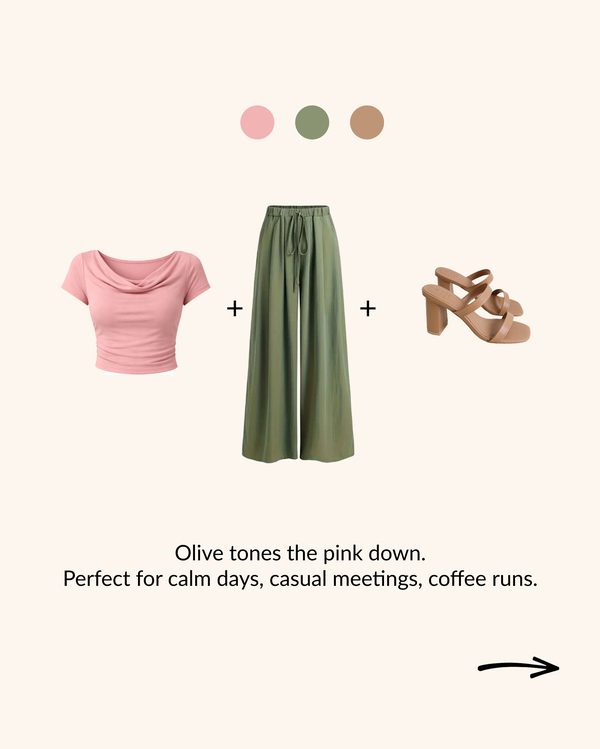 + +
Olive tones the pink down.
Perfect for calm days, casual meetings, coffee runs.